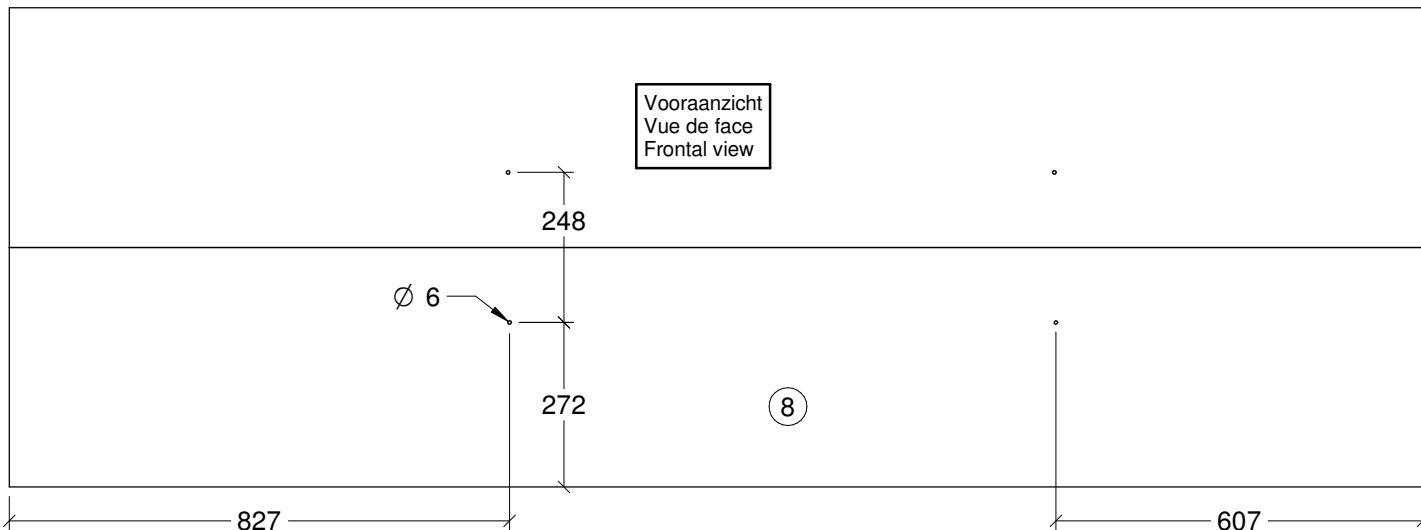 Vooraanzicht
Vue de face
Frontal view
248
Ø 6
272
8
827
607